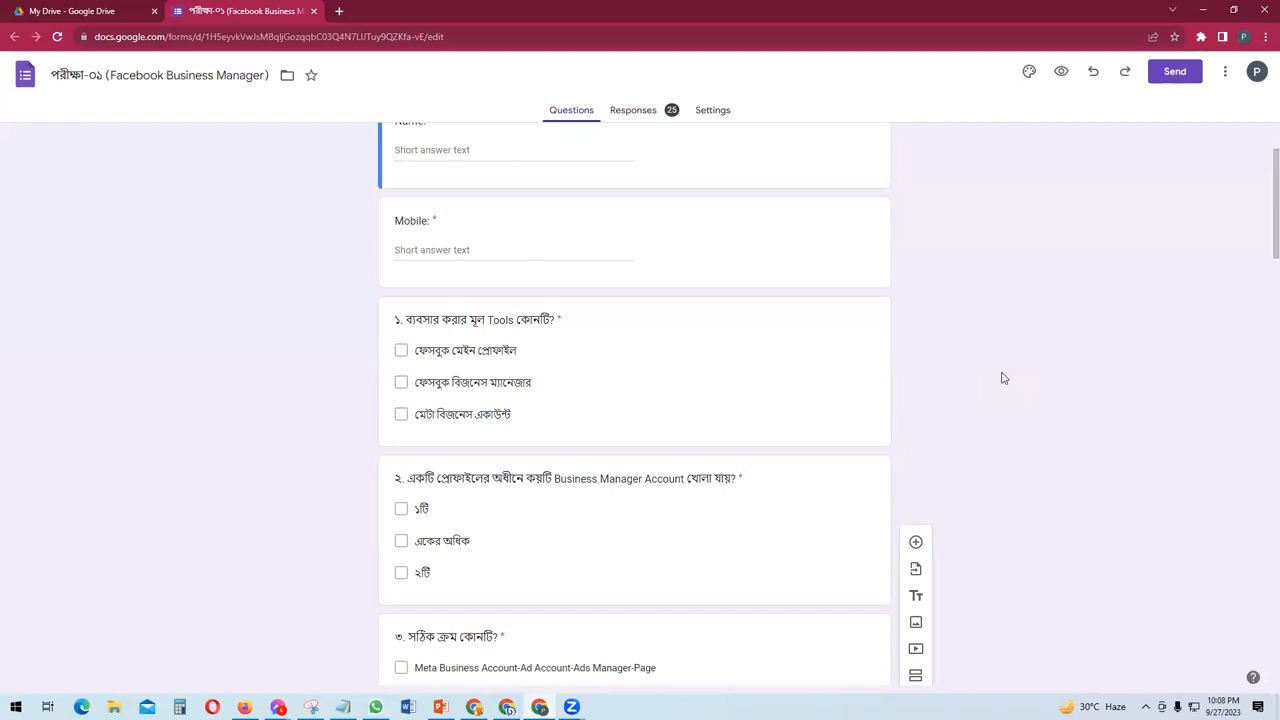 My Drive - Google Drive
পরীক্ষা-০১ (Facebook Business M
docs.google.com/forms/d/1H5eyvkVwJsMBqljGozqqbC03Q4N7LlJTuy9QZKfa-vE/edit
পরীক্ষা-০১ (Facebook Business Manager)
Send
P
Questions
Responses 25
Settings
Name:
Short answer text
Mobile: *
Short answer text
১. ব্যবসার করার মূল Tools কোনটি? *
ফেসবুক মেইন প্রোফাইল
ফেসবুক বিজনেস ম্যানেজার
মেটা বিজনেস একাউন্ট
২. একটি প্রোফাইলের অধীনে কয়টি Business Manager Account খোলা যায়? *
১টি
একের অধিক
২টি
৩. সঠিক ক্রম কোনটি? *
Meta Business Account-Ad Account-Ads Manager-Page
30°C Haze
10:08 PM
9/27/2023